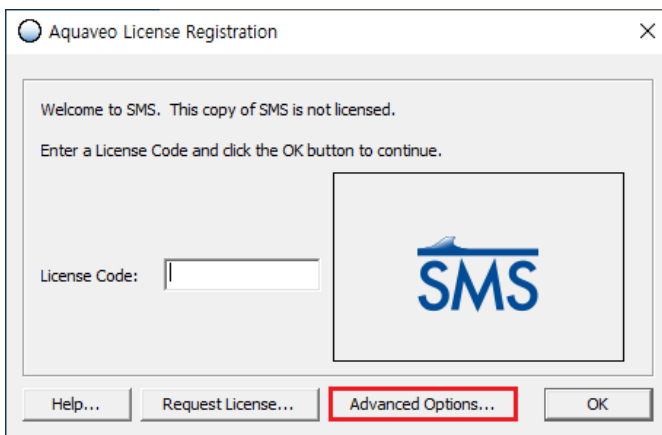 Aquaveo License Registration
Welcome to SMS. This copy of SMS is not licensed.
Enter a License Code and click the OK button to continue.
License Code:
SMS
Help...
Request License...
Advanced Options...
OK